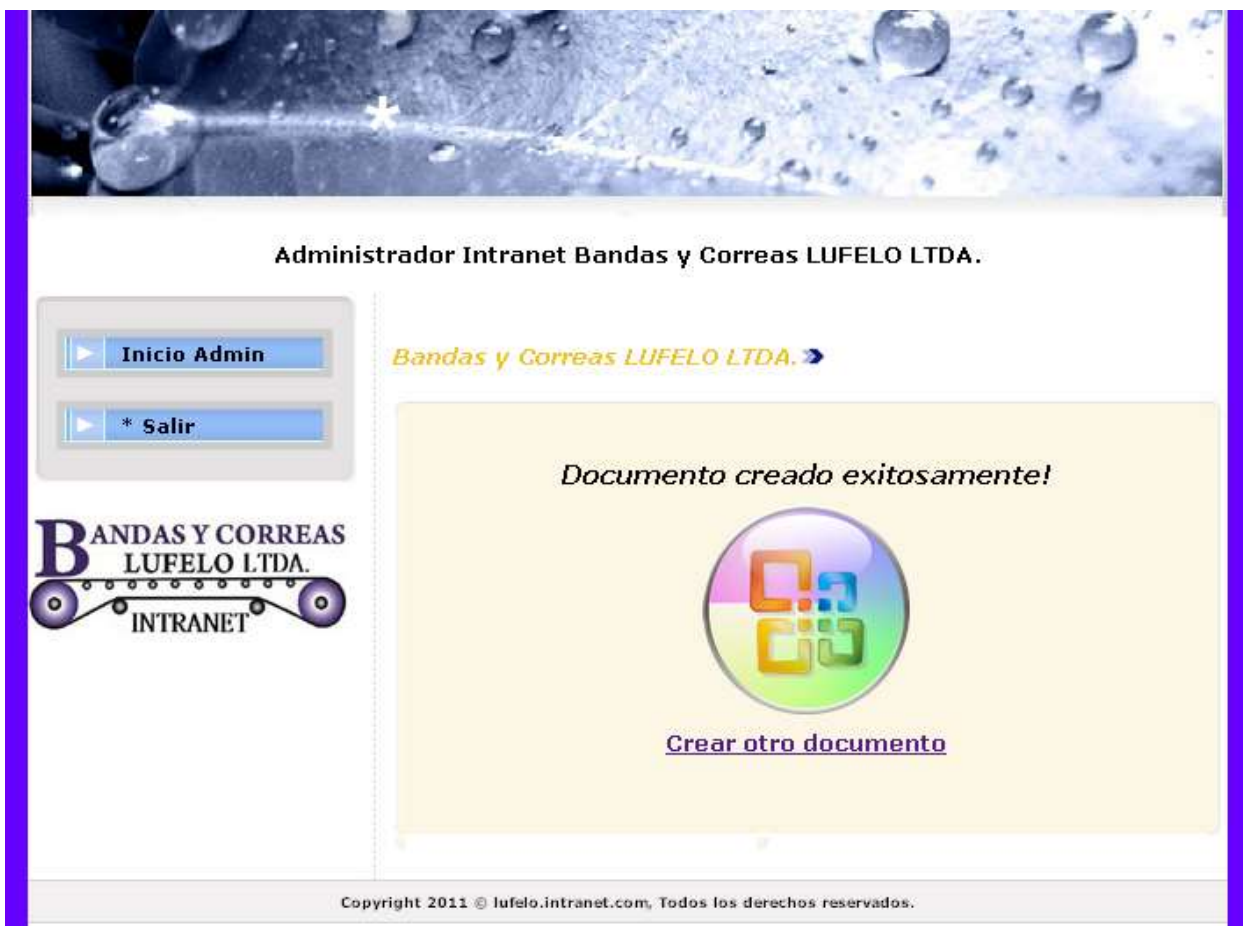 *
Administrador Intranet Bandas y Correas LUFELO LTDA.
Inicio Admin
* Salir
BANDAS Y CORREAS
LUFELO LTDA.
INTRANET
Bandas y Correas LUFELO LTDA.
Documento creado exitosamente!
Crear otro documento
Copyright 2011 © lufelo.intranet.com, Todos los derechos reservados.